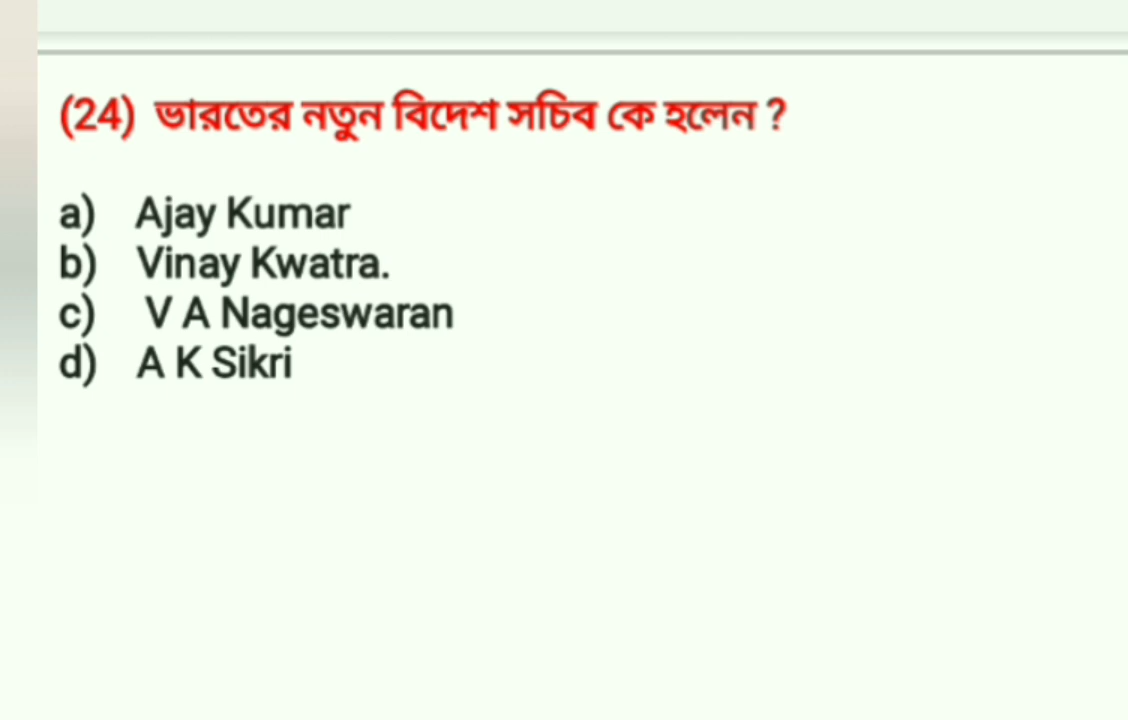 (24) ভারতের নতুন বিদেশ সচিব কে হলেন ?
a) Ajay Kumar
b) Vinay Kwatra.
c) V A Nageswaran
d) A K Sikri